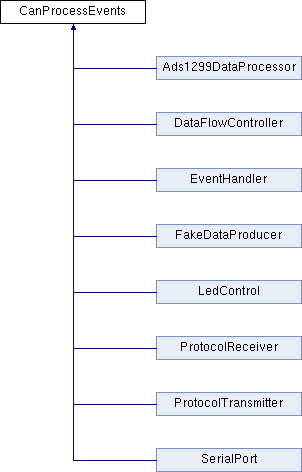 CanProcessEvents
Ads1299DataProcessor
DataFlowController
EventHandler
FakeDataProducer
LedControl
ProtocolReceiver
ProtocolTransmitter
SerialPort